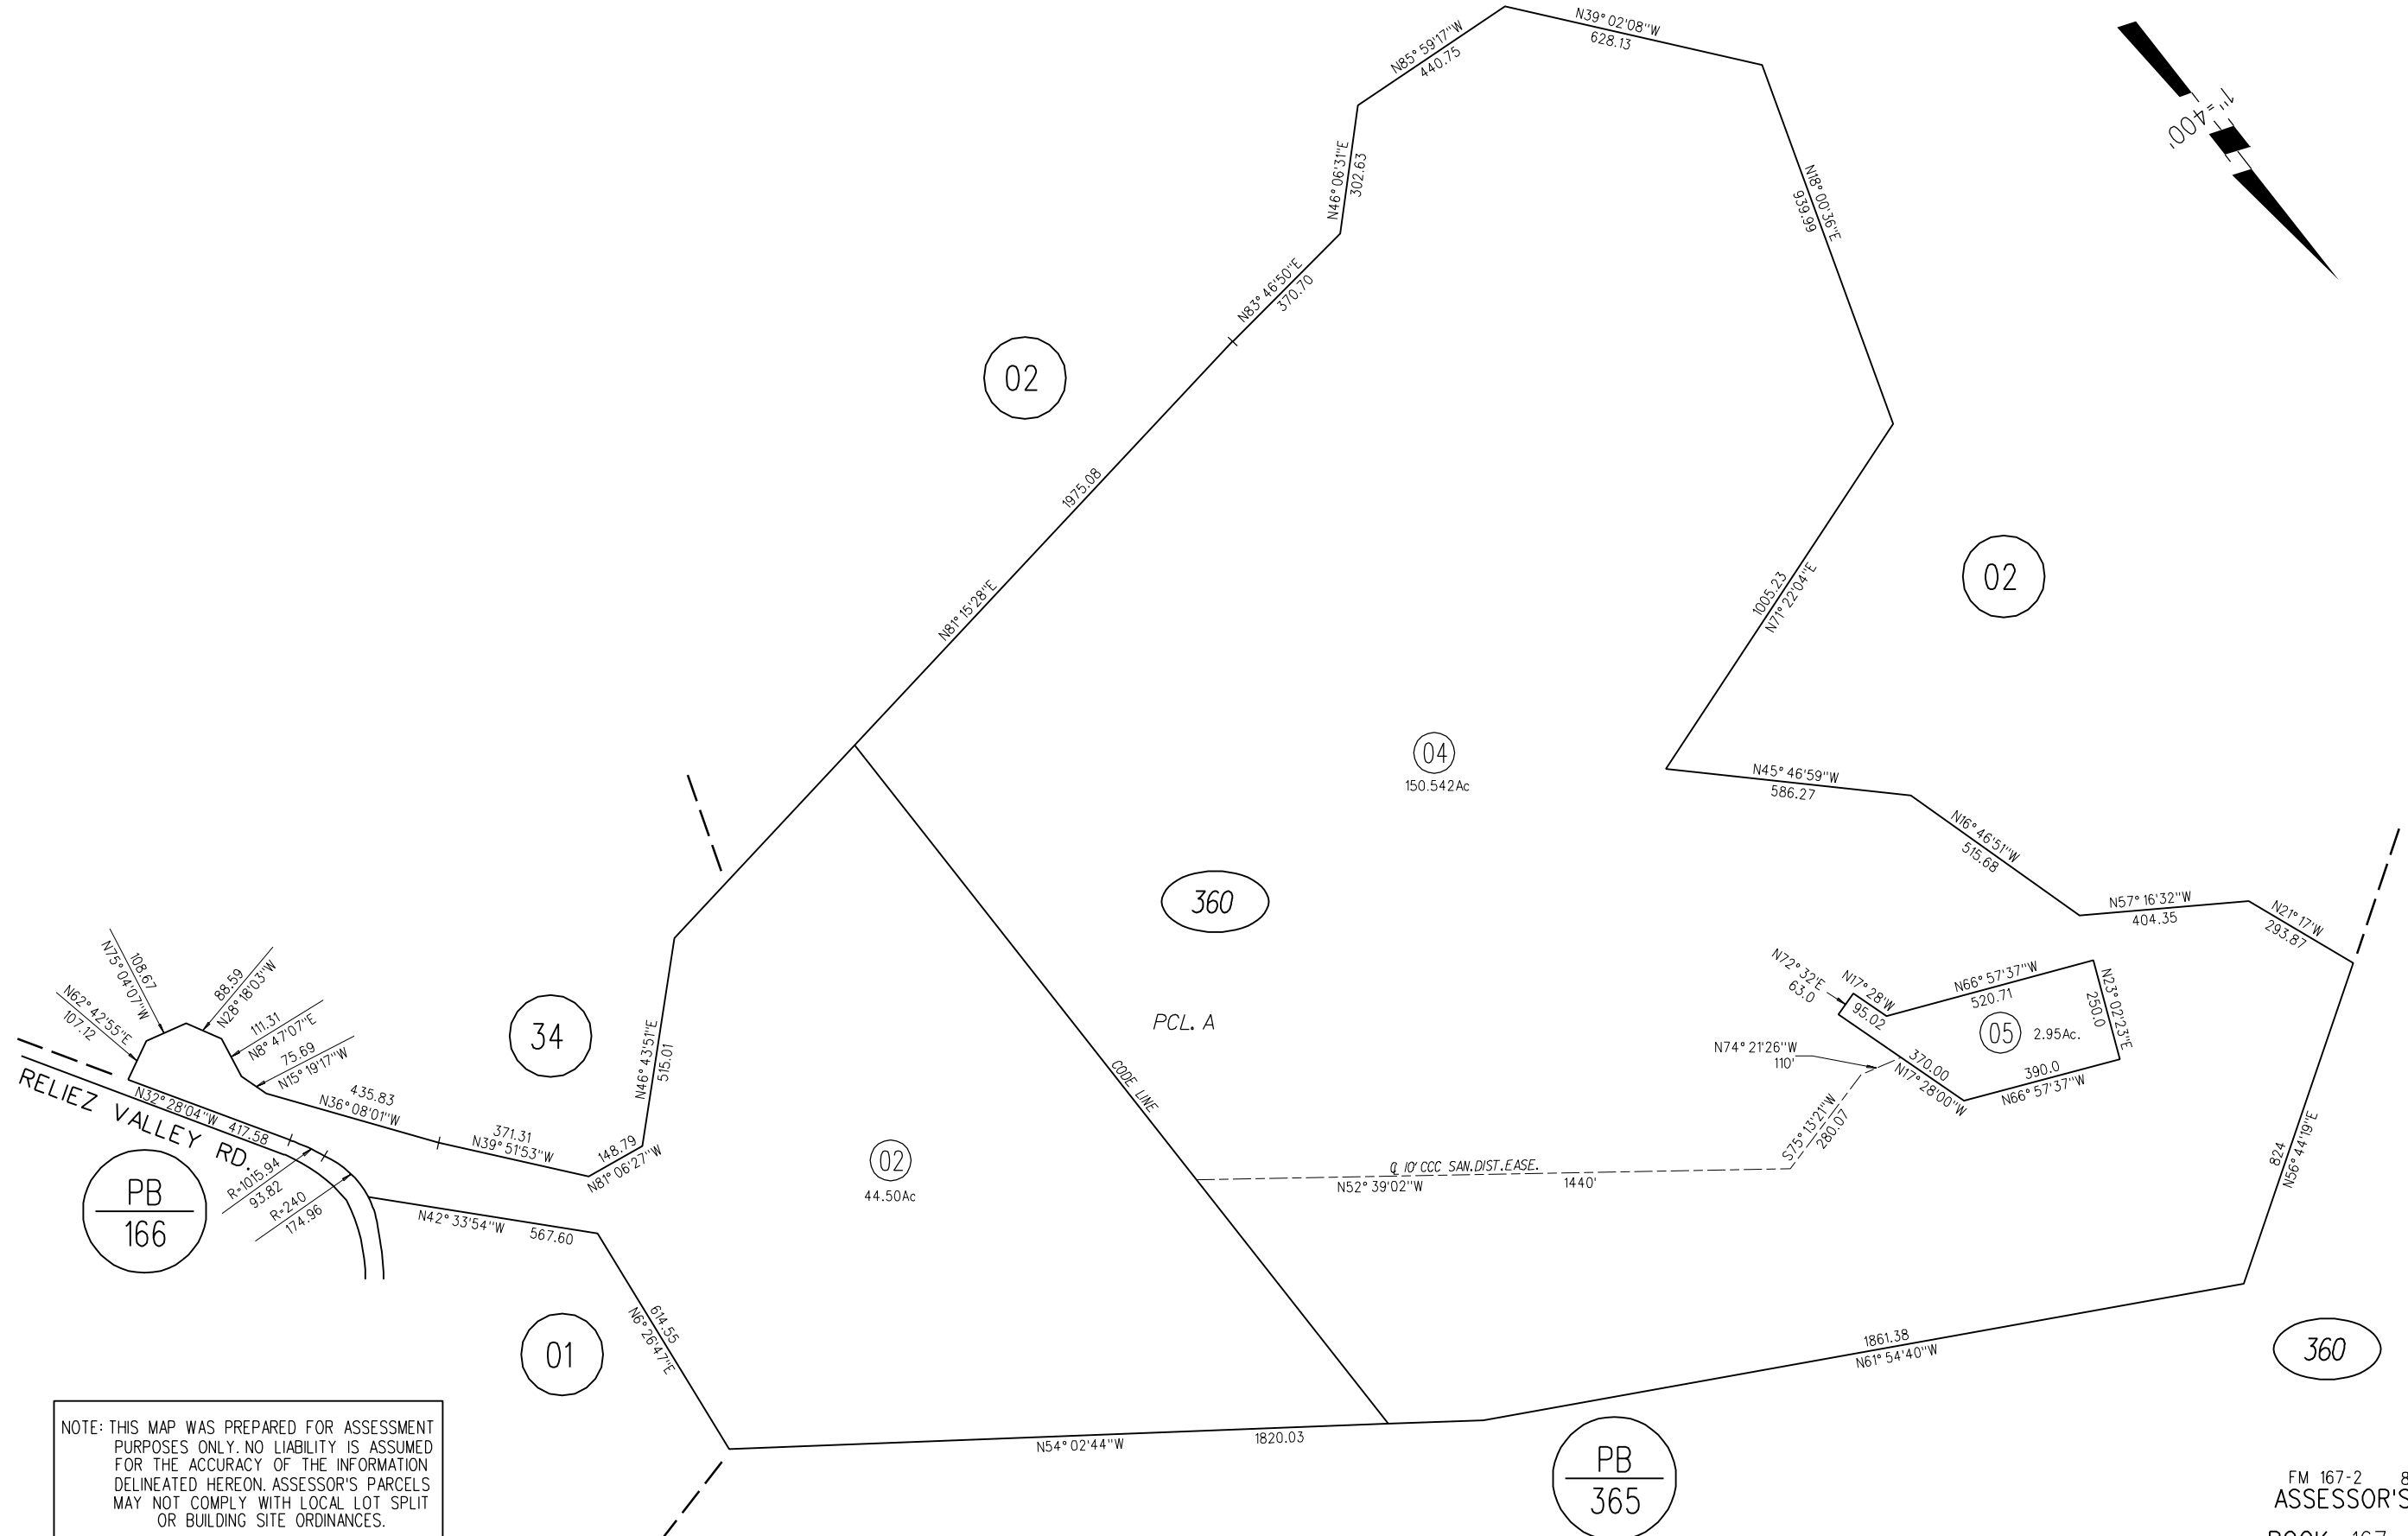 N39° 02'08"W
628.13
N85° 59'17"W
440.75
1"= 400'
N46° 06'31"E
302.63
N18° 00'36"E
939.99
N83° 46'50"E
370.70
02
1975.08
N81° 15'28"E
02
1005.23
N71° 22'04"E
04
150.542Ac
N45° 46'59"W
586.27
N16° 46'51"W
515.68
360
N57° 16'32"W
404.35
N21° 17'W
293.87
PCL. A
CODE LINE
N72° 32'E
63.0
N17° 28'W
95.02
N66° 57'37"W
520.71
N23° 02'23"E
250.0
05
2.95Ac.
N74° 21'26"W
110'
370.00
N17° 28'00"W
390.0
N66° 57'37"W
S75° 13'21"W
280.07
108.67
N75° 04'07"W
88.59
N28° 18'03"W
N62° 42'55"E
107.12
111.31
N8° 47'07"E
75.69
N15° 19'17"W
34
N46° 43'51"E
515.01
435.83
N36° 08'01"W
371.31
N39° 51'53"W
148.79
N81° 06'27"W
RELIEZ VALLEY RD.
N32° 28'04"W 417.58
R=1015.94
93.82
R=240
174.96
PB
166
02
44.50Ac
℄ 10' CCC SAN.DIST.EASE.
N52° 39'02"W 1440'
824
N56° 44'19"E
N42° 33'54"W 567.60
614.55
N6° 26'47"E
01
1861.38
N61° 54'40"W
360
N54° 02'44"W 1820.03
PB
365
NOTE: THIS MAP WAS PREPARED FOR ASSESSMENT
PURPOSES ONLY. NO LIABILITY IS ASSUMED
FOR THE ACCURACY OF THE INFORMATION
DELINEATED HEREON. ASSESSOR'S PARCELS
MAY NOT COMPLY WITH LOCAL LOT SPLIT
OR BUILDING SITE ORDINANCES.
FM 167-2 8
ASSESSOR'S
BOOK 167